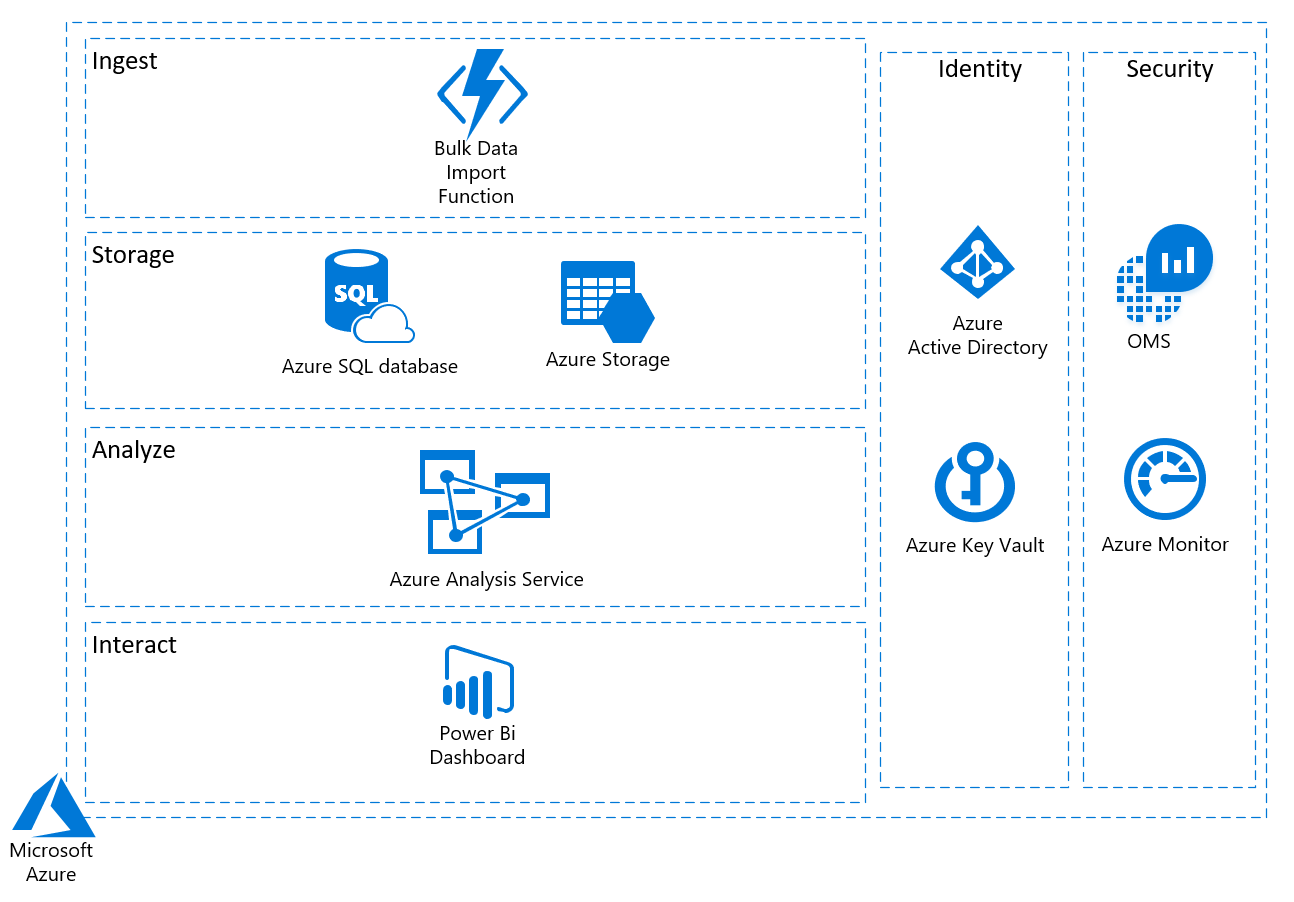 Ingest
Bulk Data
Import
Function
Storage
SQL
Azure SQL database
Azure Storage
Analyze
Azure Analysis Service
Interact
Power Bi
Dashboard
Identity
Azure
Active Directory
Azure Key Vault
Security
OMS
Azure Monitor
Microsoft
Azure